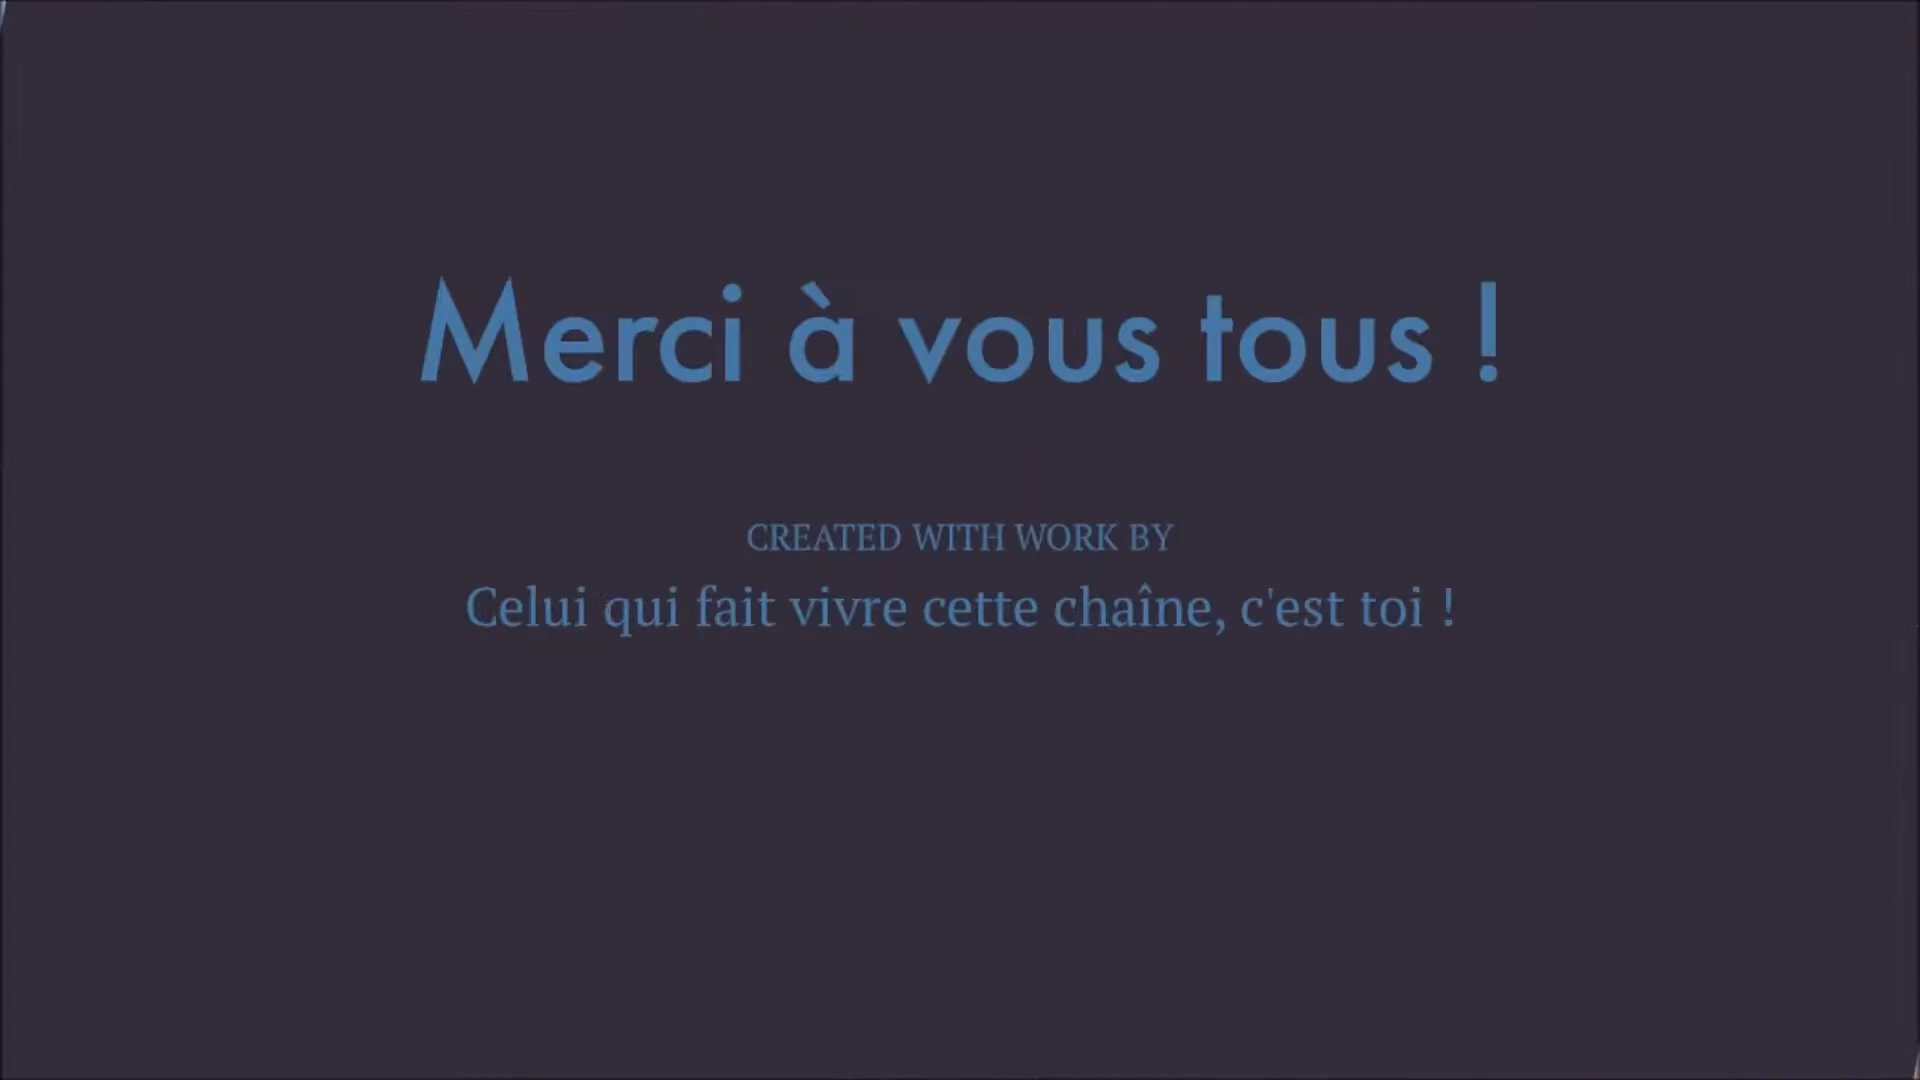 Merci à vous tous !
CREATED WITH WORK BY
Celui qui fait vivre cette chaîne, c'est toi !